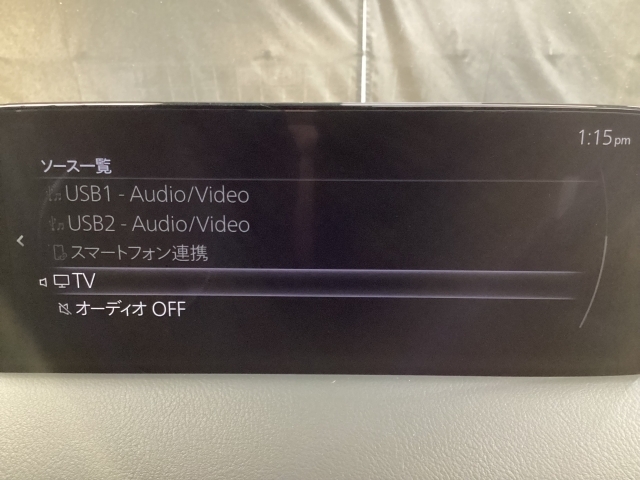 1:15pm
ソース一覧
USB1 - Audio/Video
USB2 - Audio/Video
スマートフォン連携
TV
オーディオ OFF